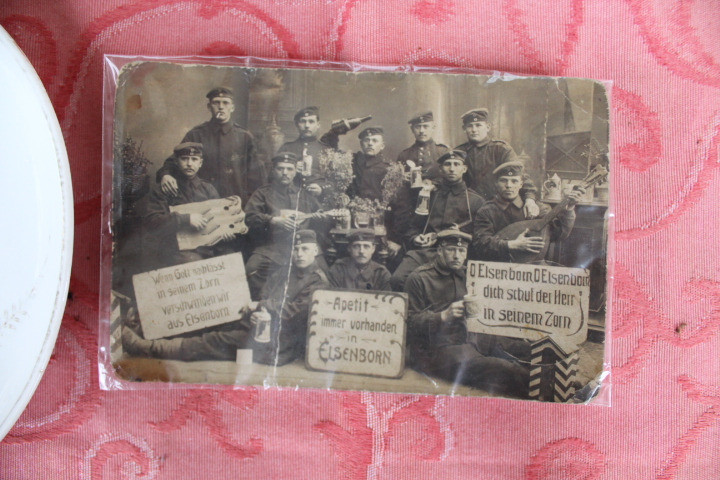 Wenn Gott nachlässt
in seinem Zorn
verschwinden wir
aus Elsenborn.
-Apetit-
immer vorhanden
in
ELSENBORN
O Elsenborn, O Elsenborn
dich schuf der Herr
in seinem Zorn